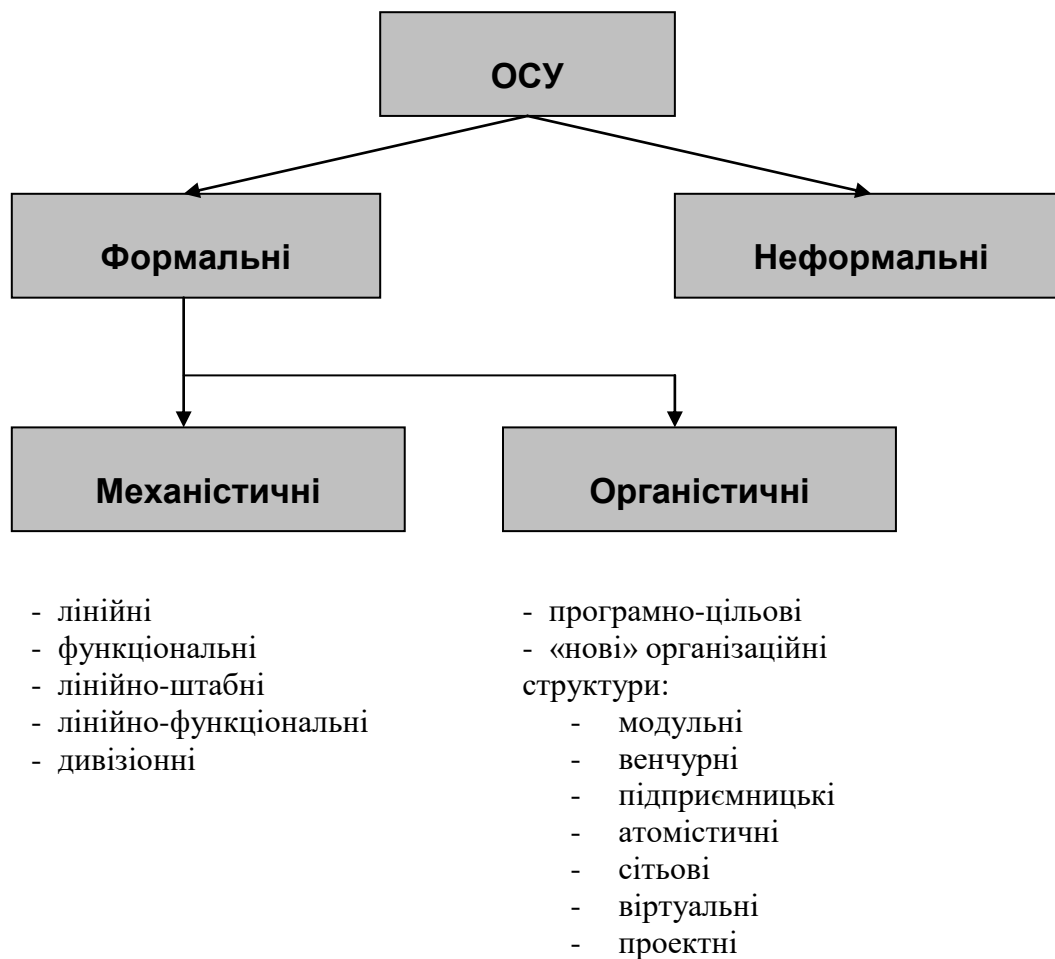 ОСУ
Формальні
Неформальні
Механістичні
Органістичні
- лінійні
- функціональні
- лінійно-штабні
- лінійно-функціональні
- дивізіонні
- програмно-цільові
- «нові» організаційні
структури:
- модульні
- венчурні
- підприємницькі
- атомістичні
- сітьові
- віртуальні
- проектні